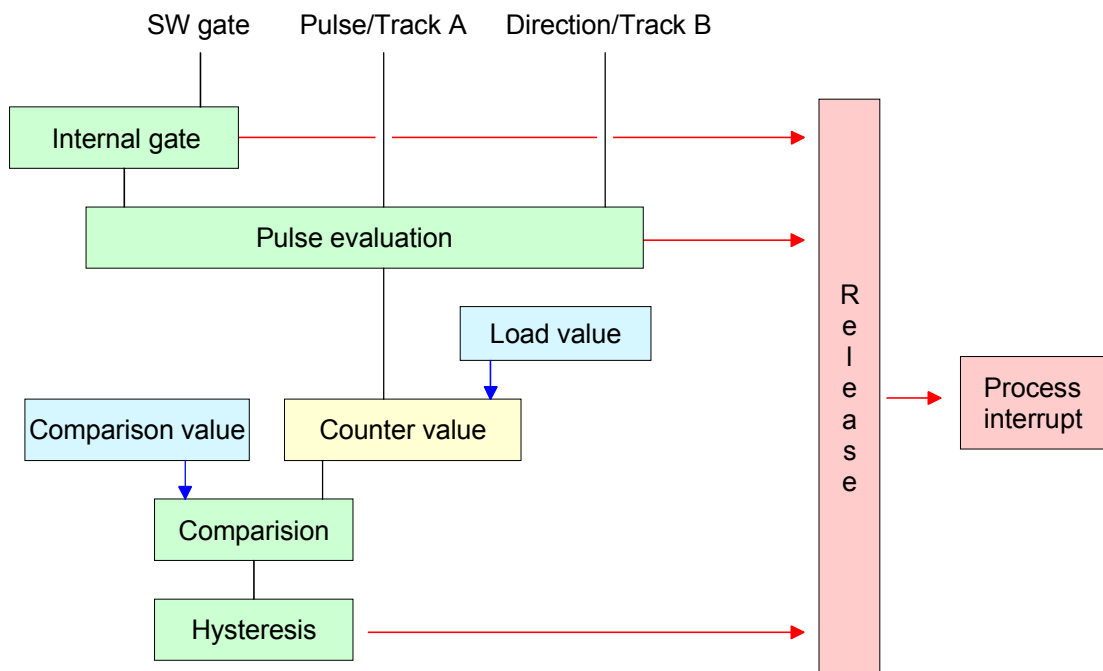 SW gate
Pulse/Track A
Direction/Track B
Internal gate
Pulse evaluation
Load value
Comparison value
Counter value
Comparision
Hysteresis
Release
Process
interrupt